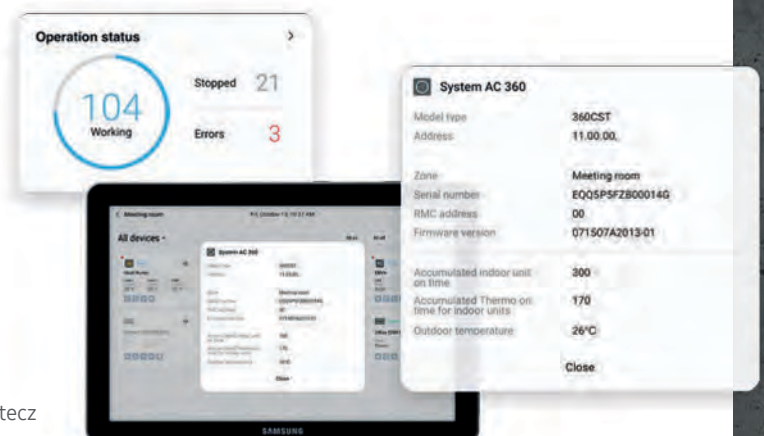 Operation status >
104
Working
Stopped 21
Errors 3
System AC 360
Model type 360CST
Address 11.00.00.
Zone Meeting room
Serial number EQQ5P5FZB00014G
RMC address 00
Firmware version 071507A2013-01
Accumulated indoor unit
on time 300
Accumulated Thermo on
time for indoor units 170
Outdoor temperature 26°C
Close
Meeting room
All devices
System AC 360
Close
SAMSUNG
tecz